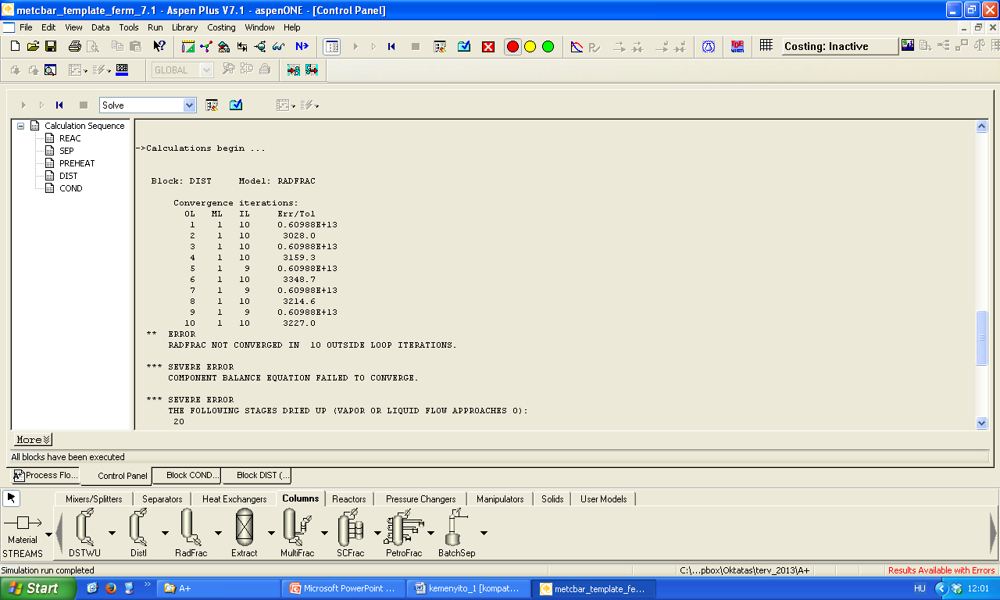 metcbar_template_ferm_7.1 - Aspen Plus V7.1 - aspenONE - [Control Panel]
File Edit View Data Tools Run Library Costing Window Help
N>
Costing: Inactive
GLOBAL
Solve
Calculation Sequence
REAC
SEP
PREHEAT
DIST
COND
->Calculations begin ...
Block: DIST Model: RADFRAC
Convergence iterations:
OL ML IL Err/Tol
1 1 10 0.60988E+13
2 1 10 3028.0
3 1 10 0.60988E+13
4 1 10 3159.3
5 1 9 0.60988E+13
6 1 10 3348.7
7 1 9 0.60988E+13
8 1 10 3214.6
9 1 9 0.60988E+13
10 1 10 3227.0
** ERROR
RADFRAC NOT CONVERGED IN 10 OUTSIDE LOOP ITERATIONS.
*** SEVERE ERROR
COMPONENT BALANCE EQUATION FAILED TO CONVERGE.
*** SEVERE ERROR
THE FOLLOWING STAGES DRIED UP (VAPOR OR LIQUID FLOW APPROACHES 0):
20
More
All blocks have been executed
Process Flo... Control Panel Block COND... Block DIST (...
Mixers/Splitters Separators Heat Exchangers Columns Reactors Pressure Changers Manipulators Solids User Models
Material
STREAMS
DSTWU Distl RadFrac Extract MultiFrac SCFrac PetroFrac BatchSep
Simulation run completed C:\...pbox\Oktatas\terv_2013\A+ Results Available with Errors
Start A+ Microsoft PowerPoint ... kemenyito_1 [kompat... metcbar_template_fe... HU 12:01